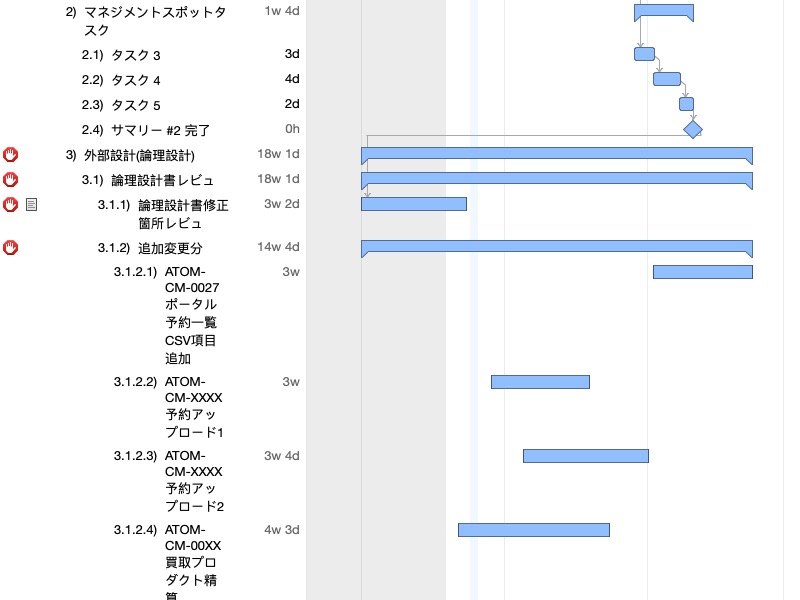 2) マネジメントスポットタ 1w 4d
スク
2.1) タスク 3 3d
2.2) タスク 4 4d
2.3) タスク 5 2d
2.4) サマリー #2 完了 0h
3) 外部設計(論理設計) 18w 1d
3.1) 論理設計書レビュ 18w 1d
3.1.1) 論理設計書修正 3w 2d
箇所レビュ
3.1.2) 追加変更分 14w 4d
3.1.2.1) ATOM- 3w
CM-0027
ポータル
予約一覧
CSV項目
追加
3.1.2.2) ATOM- 3w
CM-XXXX
予約アッ
プロード1
3.1.2.3) ATOM- 3w 4d
CM-XXXX
予約アッ
プロード2
3.1.2.4) ATOM- 4w 3d
CM-00XX
買取プロ
ダクト精